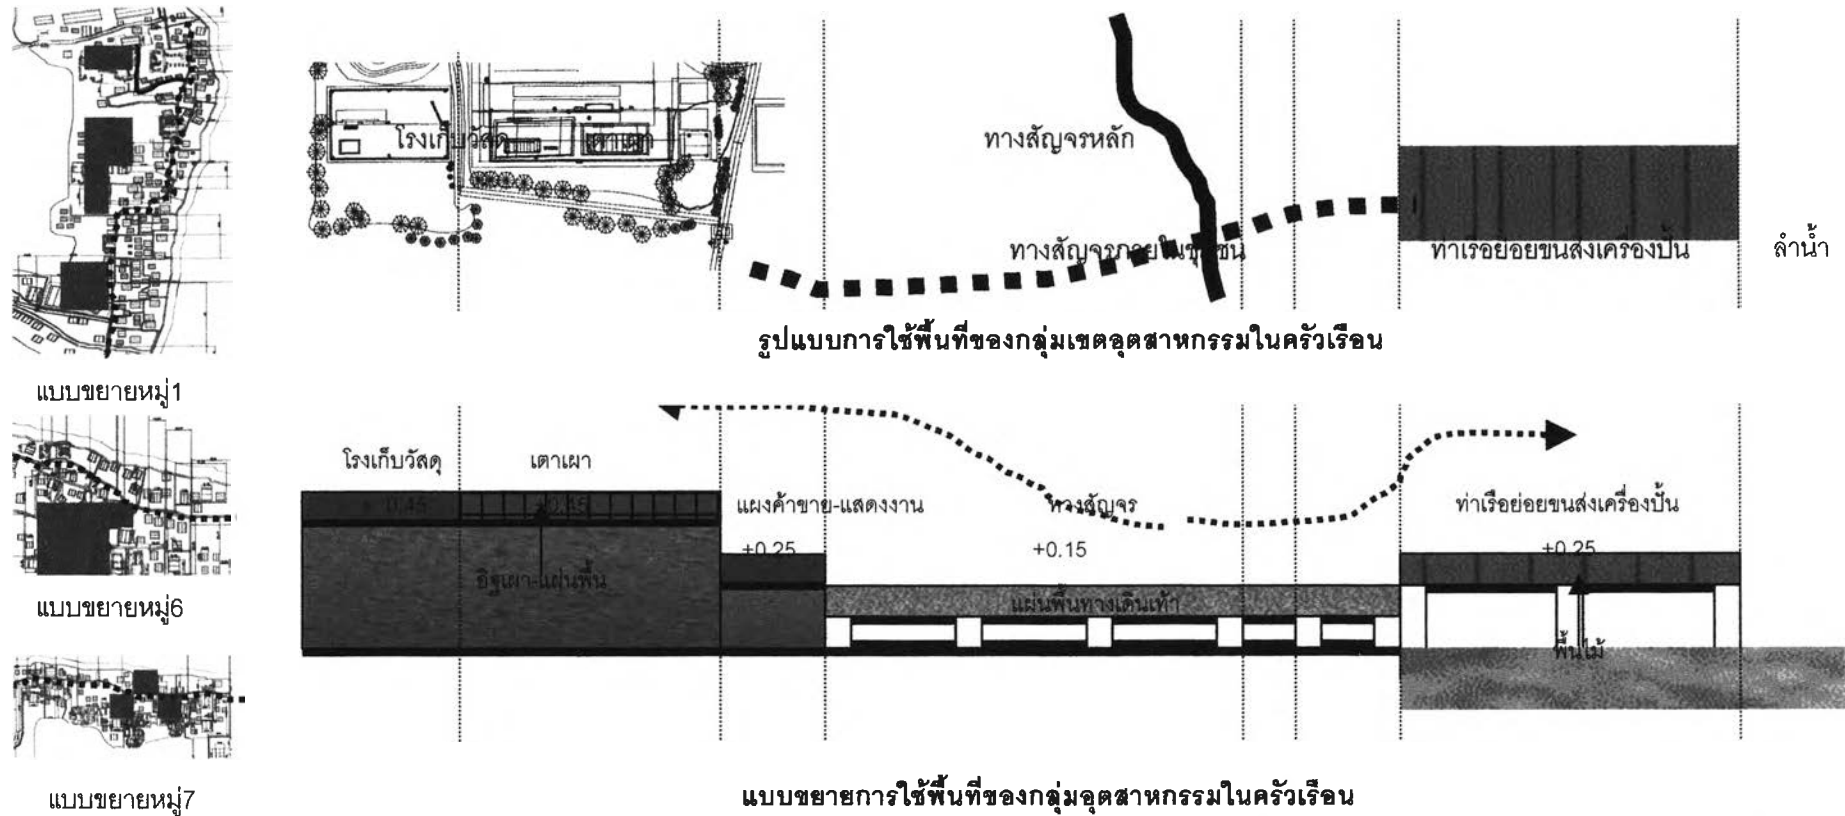 โรงเก็บวัสดุ
เตาเผา
ทางสัญจรหลัก
ทางสัญจรภายในชุมชน
ท่าเรือย่อยขนส่งเครื่องปั้น
ลำน้ำ
รูปแบบการใช้พื้นที่ของกลุ่มเขตอุตสาหกรรมในครัวเรือน
แบบขยายหมู่1
แบบขยายหมู่6
แบบขยายหมู่7
โรงเก็บวัสดุ
เตาเผา
แผงค้าขาย-แสดงงาน
ทางสัญจร
ท่าเรือย่อยขนส่งเครื่องปั้น
+0.45
+0.45
+0.25
+0.15
+0.25
อิฐเผา-แผ่นพื้น
แผ่นพื้นทางเดินเท้า
พื้นไม้
แบบขยายการใช้พื้นที่ของกลุ่มอุตสาหกรรมในครัวเรือน